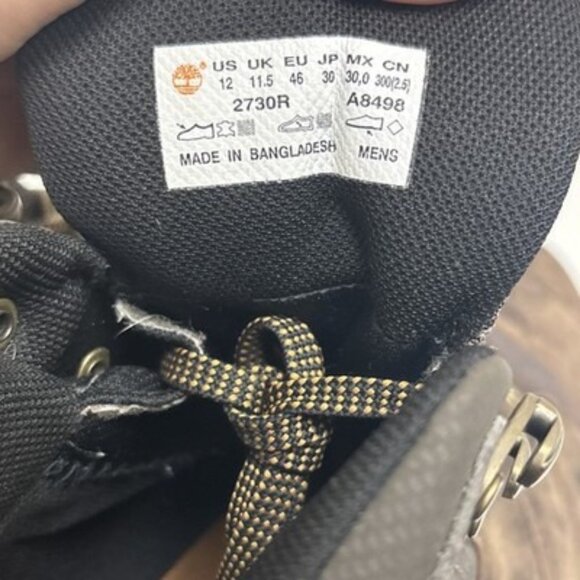 US UK EU JP MX CN
12 11.5 46 30 30,0 300(2.5)
2730R A8498
MADE IN BANGLADESH MENS